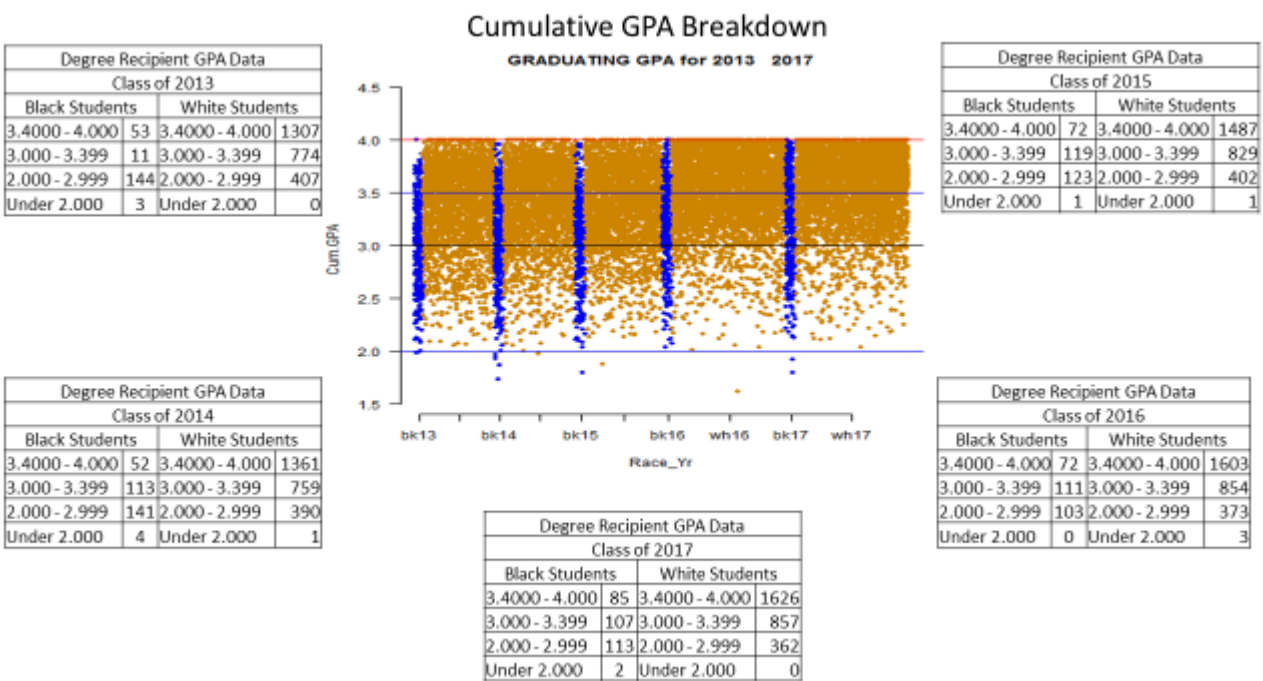 Cumulative GPA Breakdown
Degree Recipient GPA Data
Class of 2013
Black Students White Students
3.4000 - 4.000 53 3.4000 - 4.000 1307
3.000 - 3.399 11 3.000 - 3.399 774
2.000 - 2.999 144 2.000 - 2.999 407
Under 2.000 3 Under 2.000 0
GRADUATING GPA for 2013 2017
4.5
4.0
3.5
3.0
2.5
2.0
1.5
Cum.GPA
bk13 bk14 bk15 bk16 wh16 bk17 wh17
Race_Yr
Degree Recipient GPA Data
Class of 2015
Black Students White Students
3.4000 - 4.000 72 3.4000 - 4.000 1487
3.000 - 3.399 119 3.000 - 3.399 829
2.000 - 2.999 123 2.000 - 2.999 402
Under 2.000 1 Under 2.000 1
Degree Recipient GPA Data
Class of 2014
Black Students White Students
3.4000 - 4.000 52 3.4000 - 4.000 1361
3.000 - 3.399 113 3.000 - 3.399 759
2.000 - 2.999 141 2.000 - 2.999 390
Under 2.000 4 Under 2.000 1
Degree Recipient GPA Data
Class of 2016
Black Students White Students
3.4000 - 4.000 72 3.4000 - 4.000 1603
3.000 - 3.399 111 3.000 - 3.399 854
2.000 - 2.999 103 2.000 - 2.999 373
Under 2.000 0 Under 2.000 3
Degree Recipient GPA Data
Class of 2017
Black Students White Students
3.4000 - 4.000 85 3.4000 - 4.000 1626
3.000 - 3.399 107 3.000 - 3.399 857
2.000 - 2.999 113 2.000 - 2.999 362
Under 2.000 2 Under 2.000 0